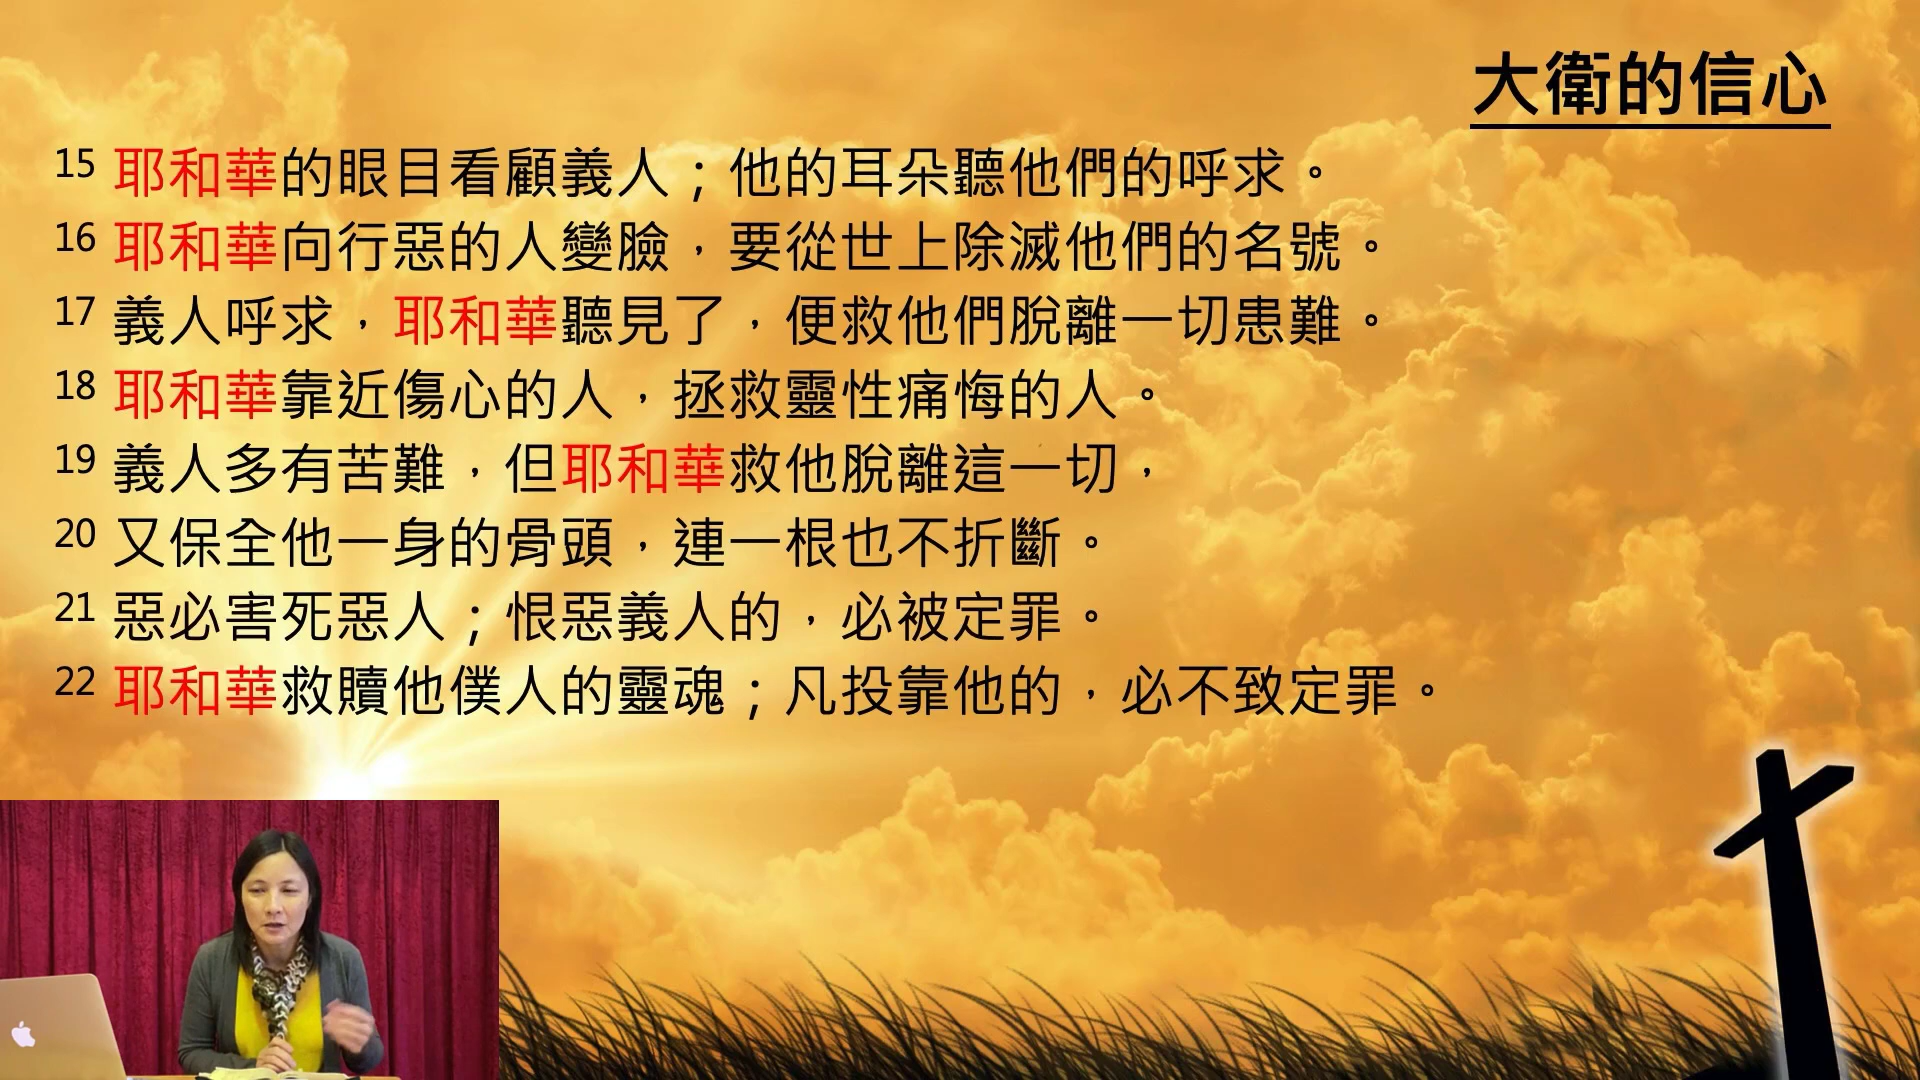 大衛的信心
15 耶和華的眼目看顧義人；他的耳朵聽他們的呼求。
16 耶和華向行惡的人變臉，要從世上除滅他們的名號。
17 義人呼求，耶和華聽見了，便救他們脫離一切患難。
18 耶和華靠近傷心的人，拯救靈性痛悔的人。
19 義人多有苦難，但耶和華救他脫離這一切，
20 又保全他一身的骨頭，連一根也不折斷。
21 惡必害死惡人；恨惡義人的，必被定罪。
22 耶和華救贖他僕人的靈魂；凡投靠他的，必不致定罪。